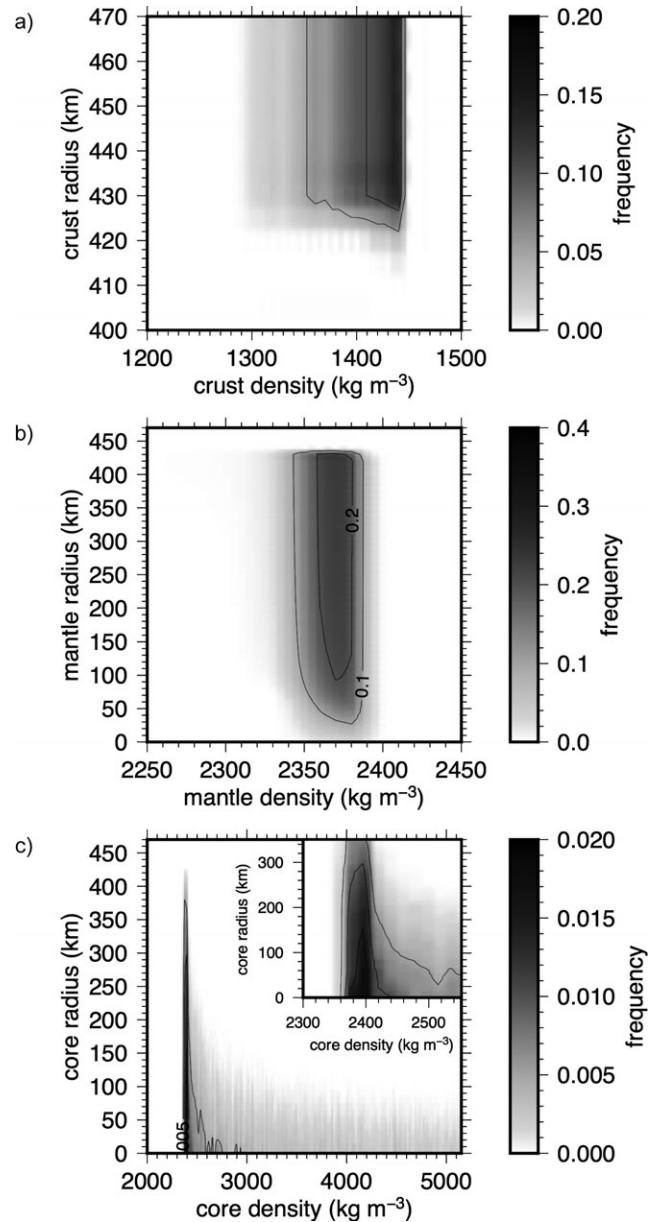 a)
470
460
450
440
430
420
410
400
crust radius (km)
1200 1300 1400 1500
crust density (kg m⁻³)
0.20
0.15
0.10
0.05
0.00
frequency
b)
450
400
350
300
250
200
150
100
50
0
mantle radius (km)
0.2
0.1
2250 2300 2350 2400 2450
mantle density (kg m⁻³)
0.4
0.3
0.2
0.1
0.0
frequency
c)
450
400
350
300
250
200
150
100
50
0
core radius (km)
005
2000 3000 4000 5000
core density (kg m⁻³)
300
200
100
0
core radius (km)
2300 2400 2500
core density (kg m⁻³)
0.020
0.015
0.010
0.005
0.000
frequency